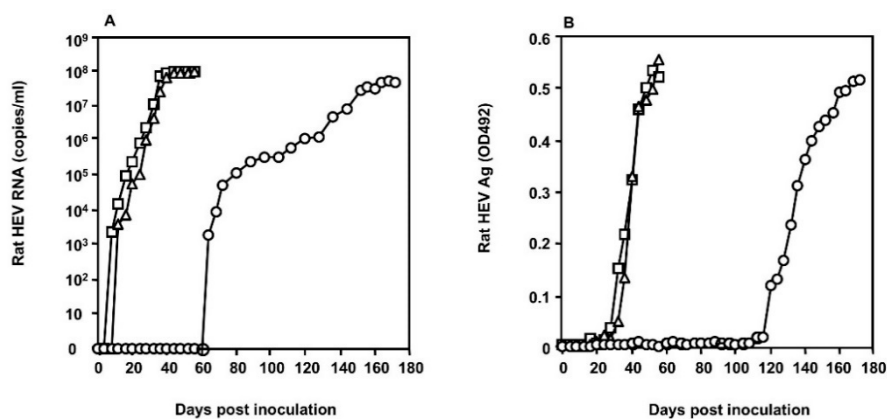 A
Rat HEV RNA (copies/ml)
10⁹
10⁸
10⁷
10⁶
10⁵
10⁴
10³
10²
10
0
0 20 40 60 80 100 120 140 160 180
Days post inoculation
B
Rat HEV Ag (OD492)
0.6
0.5
0.4
0.3
0.2
0.1
0
0 20 40 60 80 100 120 140 160 180
Days post inoculation